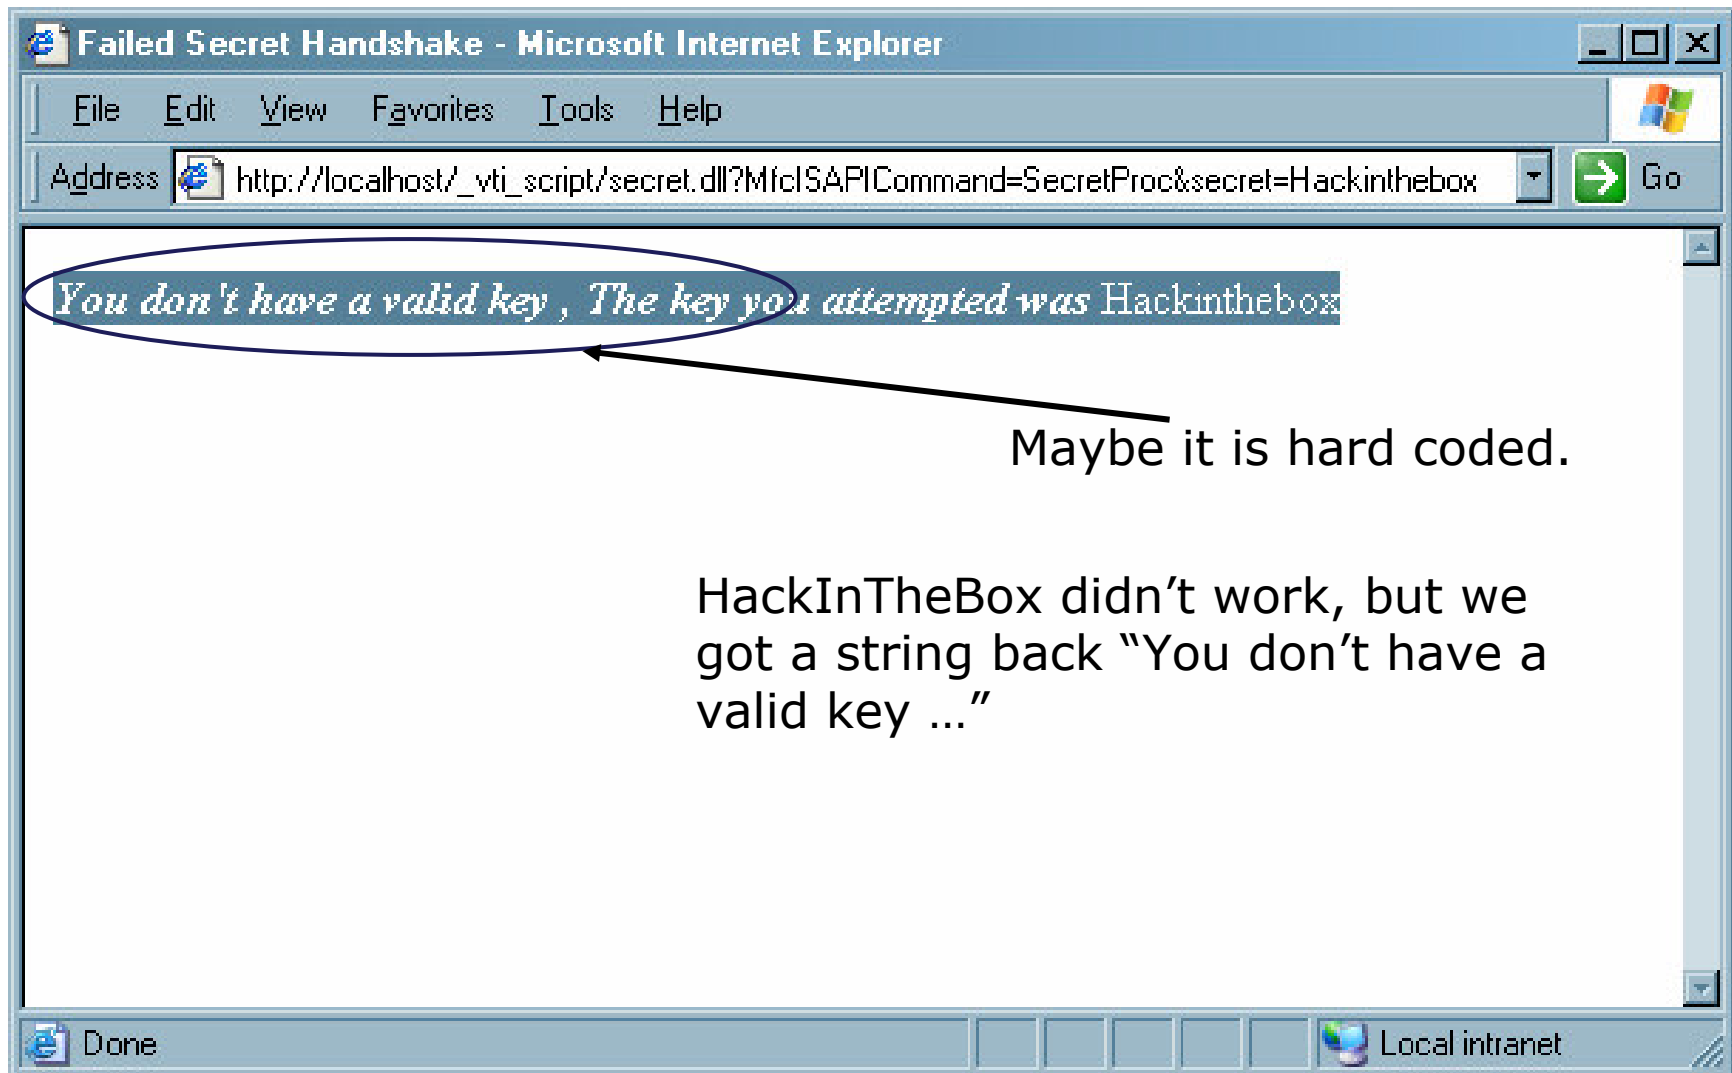 Failed Secret Handshake - Microsoft Internet Explorer
File Edit View Favorites Tools Help
Address http://localhost/_vti_script/secret.dll?MfcISAPICommand=SecretProc&secret=Hackinthebox Go
You don't have a valid key , The key you attempted was Hackinthebox
Maybe it is hard coded.
HackInTheBox didn’t work, but we
got a string back “You don’t have a
valid key …”
Done Local intranet